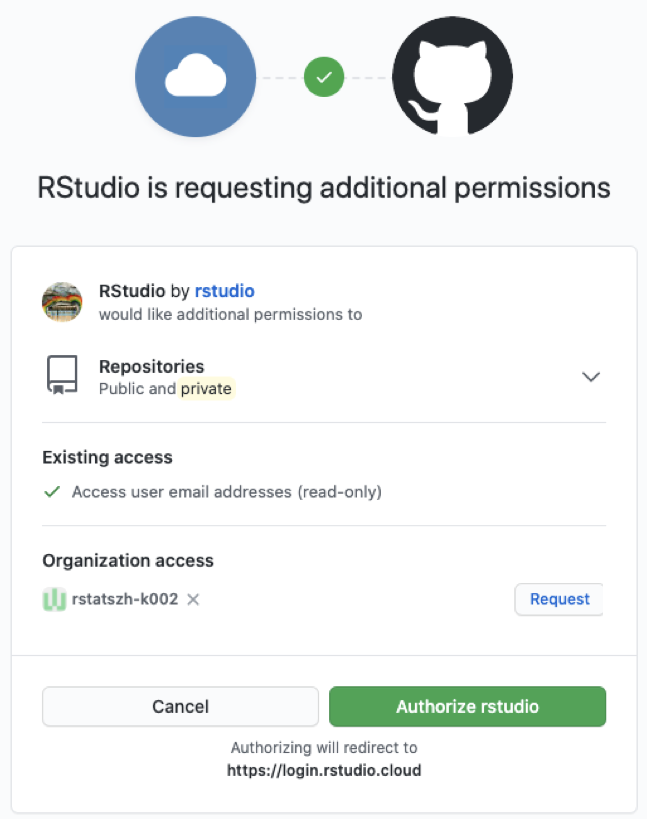 RStudio is requesting additional permissions
RStudio by rstudio
would like additional permissions to
Repositories
Public and private
Existing access
Access user email addresses (read-only)
Organization access
rstatszh-k002
Request
Cancel
Authorize rstudio
Authorizing will redirect to
https://login.rstudio.cloud